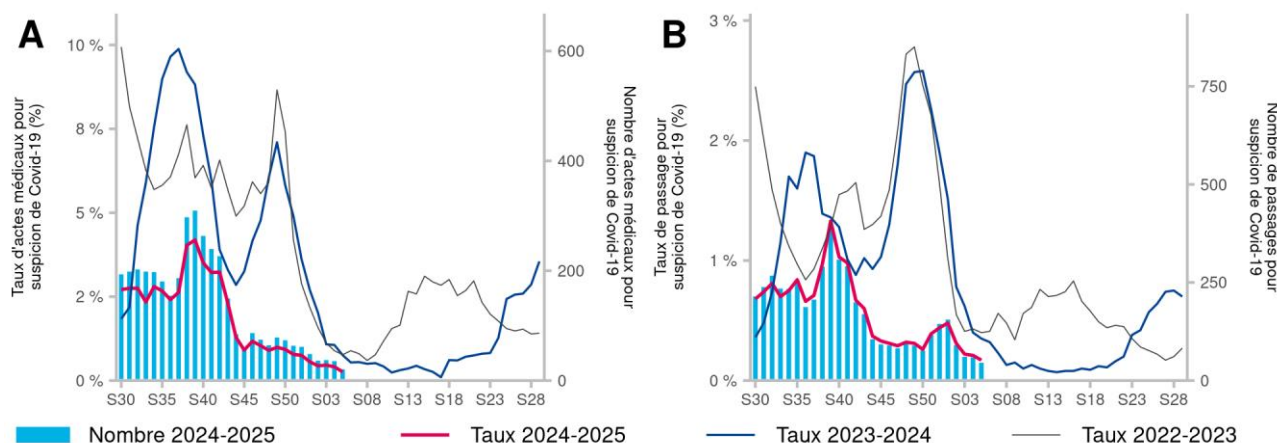 A
Taux d'actes médicaux pour
suspicion de Covid-19 (%)
10 %
8 %
5 %
2 %
0 %
600
400
200
0
Nombre d'actes médicaux pour
suspicion de Covid-19
S30 S35 S40 S45 S50 S03 S08 S13 S18 S23 S28
B
Taux de passage pour
suspicion de Covid-19 (%)
3 %
2 %
1 %
0 %
750
500
250
0
Nombre de passages pour
suspicion de Covid-19
S30 S35 S40 S45 S50 S03 S08 S13 S18 S23 S28
Nombre 2024-2025 Taux 2024-2025 Taux 2023-2024 Taux 2022-2023